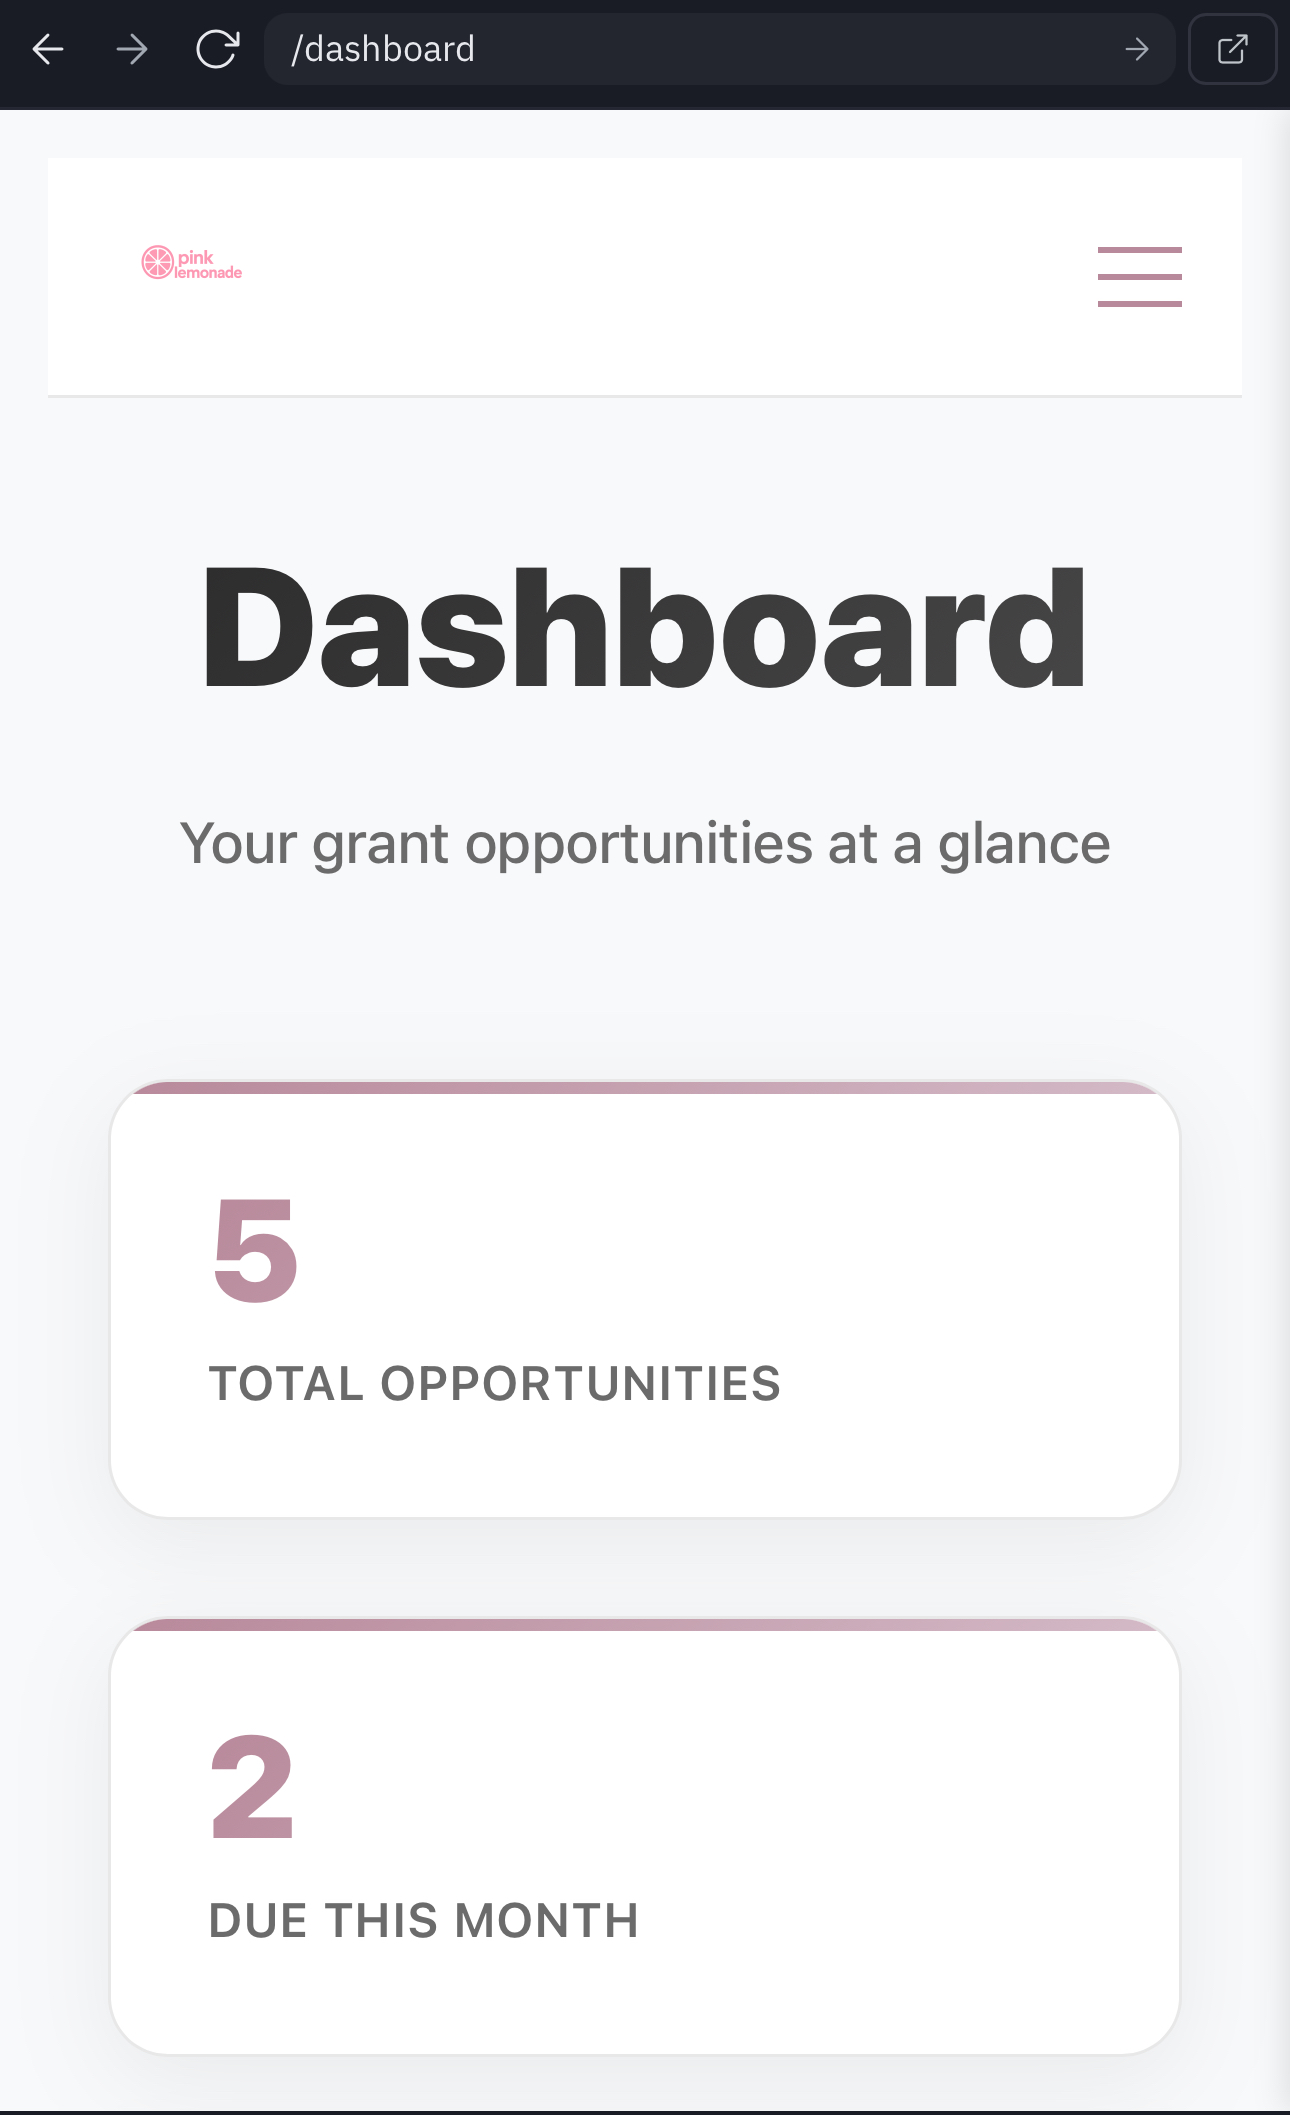 /dashboard
pink
lemonade
Dashboard
Your grant opportunities at a glance
5
TOTAL OPPORTUNITIES
2
DUE THIS MONTH